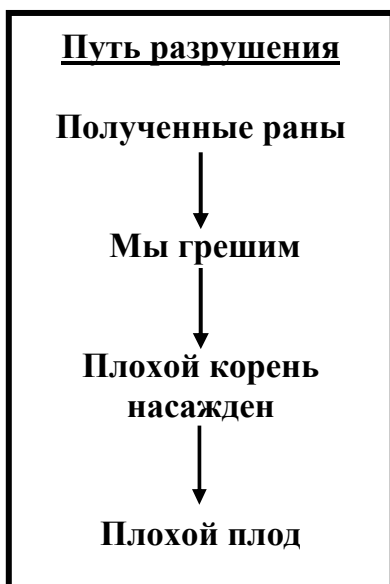 Путь разрушения
Полученные раны
Мы грешим
Плохой корень
насажден
Плохой плод